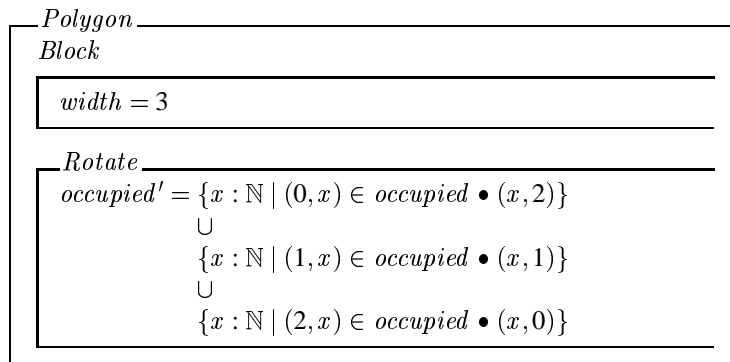 Polygon
Block
width = 3
Rotate
occupied′ = {x : ℕ | (0, x) ∈ occupied • (x, 2)}
∪
{x : ℕ | (1, x) ∈ occupied • (x, 1)}
∪
{x : ℕ | (2, x) ∈ occupied • (x, 0)}